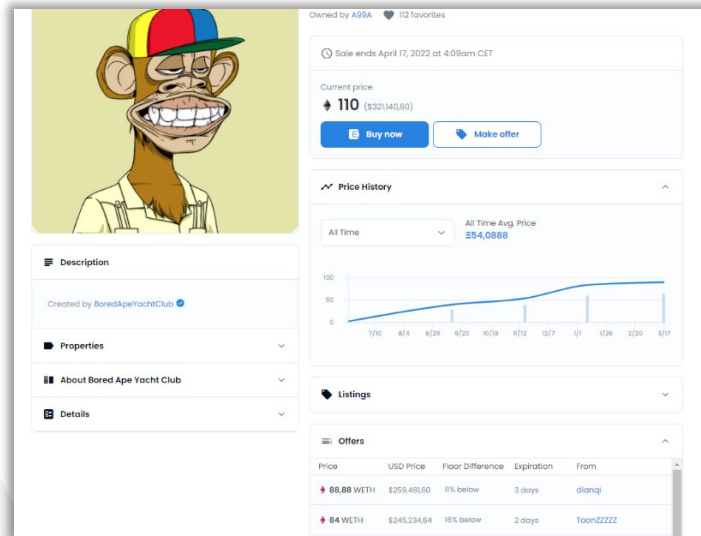 Owned by A99A 112 favorites
Sale ends April 17, 2022 at 4:09am CET
Current price
110 ($321.140,60)
Buy now Make offer
Price History
All Time
All Time Avg. Price
Ξ54,0888
100
50
0
7/10 8/4 8/29 9/23 10/18 11/12 12/7 1/1 1/26 2/20 3/17
Description
Created by BoredApeYachtClub
Properties
About Bored Ape Yacht Club
Details
Listings
Offers
Price USD Price Floor Difference Expiration From
88,88 WETH $259.481,60 11% below 3 days dianqi
84 WETH $245.234,64 16% below 2 days ToonZZZZZ